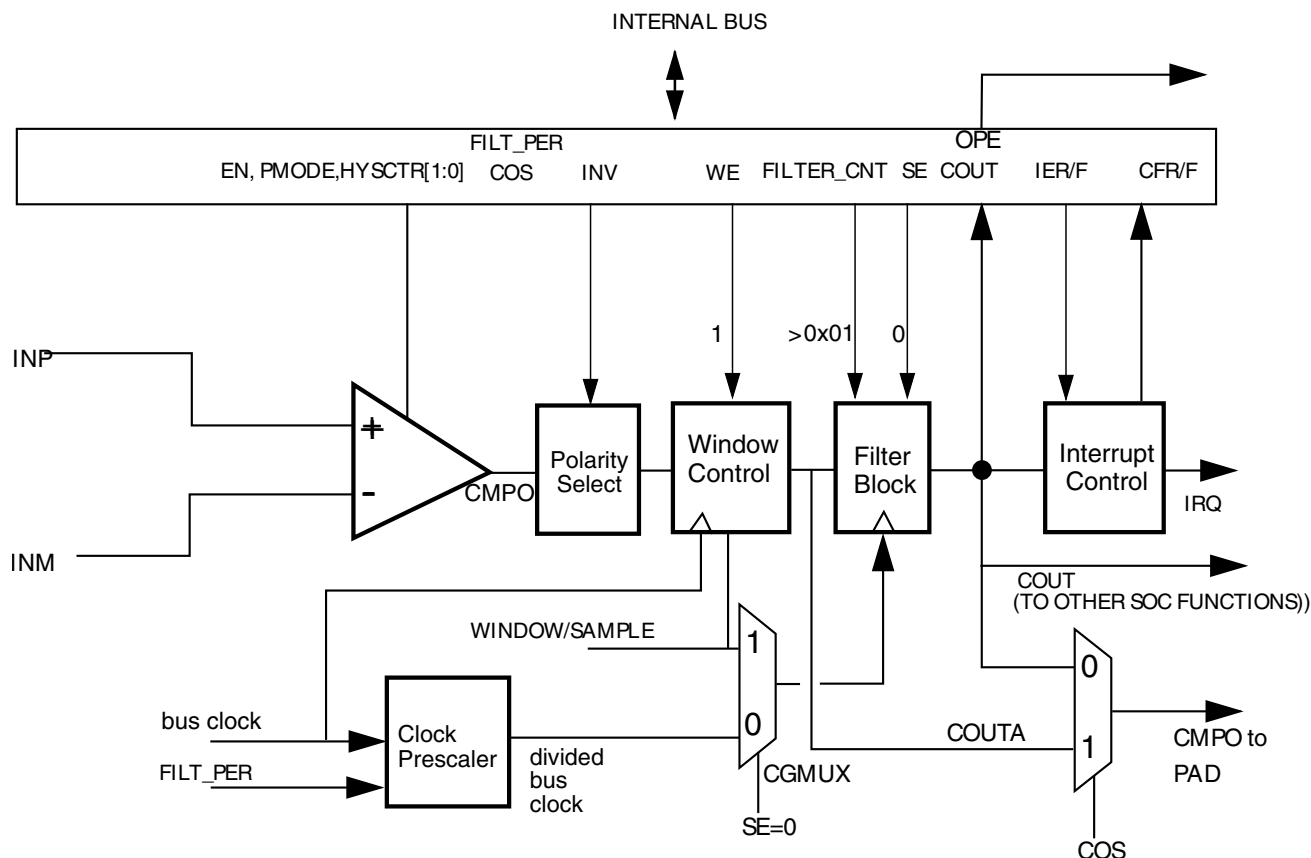 INTERNAL BUS
FILT_PER
OPE
EN, PMODE,HYSCTR[1:0]
COS
INV
WE
FILTER_CNT
SE
COUT
IER/F
CFR/F
1
>0x01
0
INP
+
-
INM
CMPO
Polarity
Select
Window
Control
Filter
Block
Interrupt
Control
IRQ
COUT
(TO OTHER SOC FUNCTIONS))
WINDOW/SAMPLE
1
0
CGMUX
SE=0
bus clock
FILT_PER
Clock
Prescaler
divided
bus
clock
COUTA
0
1
CMPO to
PAD
COS